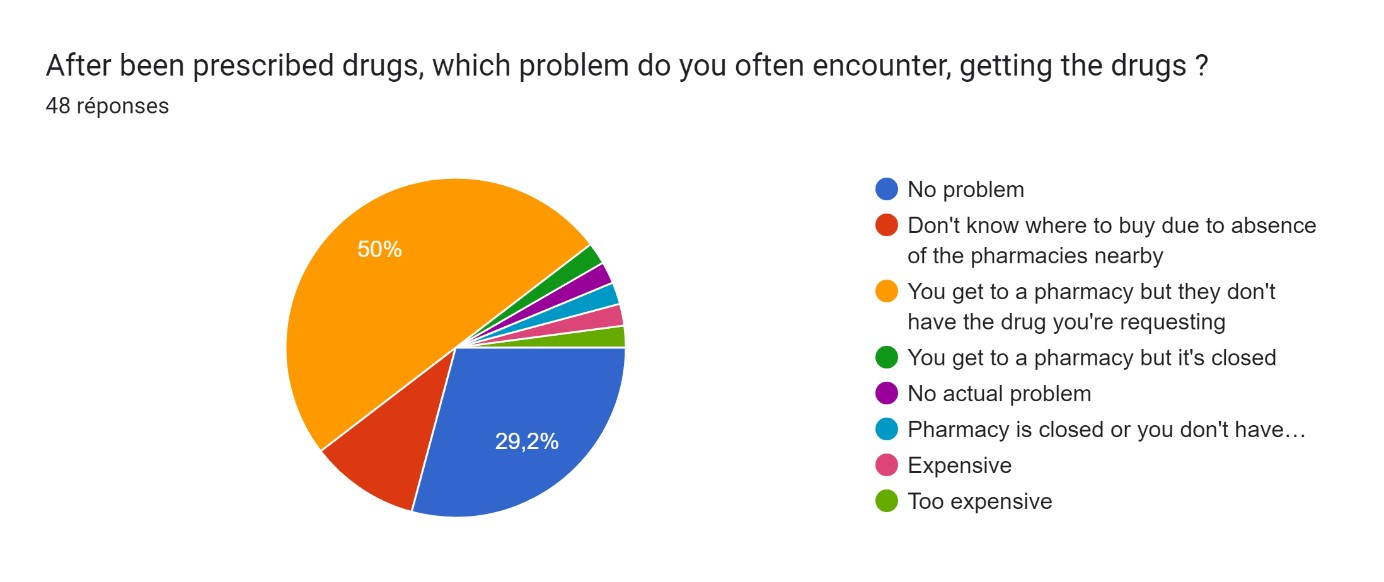 After been prescribed drugs, which problem do you often encounter, getting the drugs ?
48 réponses
50%
29,2%
No problem
Don't know where to buy due to absence
of the pharmacies nearby
You get to a pharmacy but they don't
have the drug you're requesting
You get to a pharmacy but it's closed
No actual problem
Pharmacy is closed or you don't have…
Expensive
Too expensive